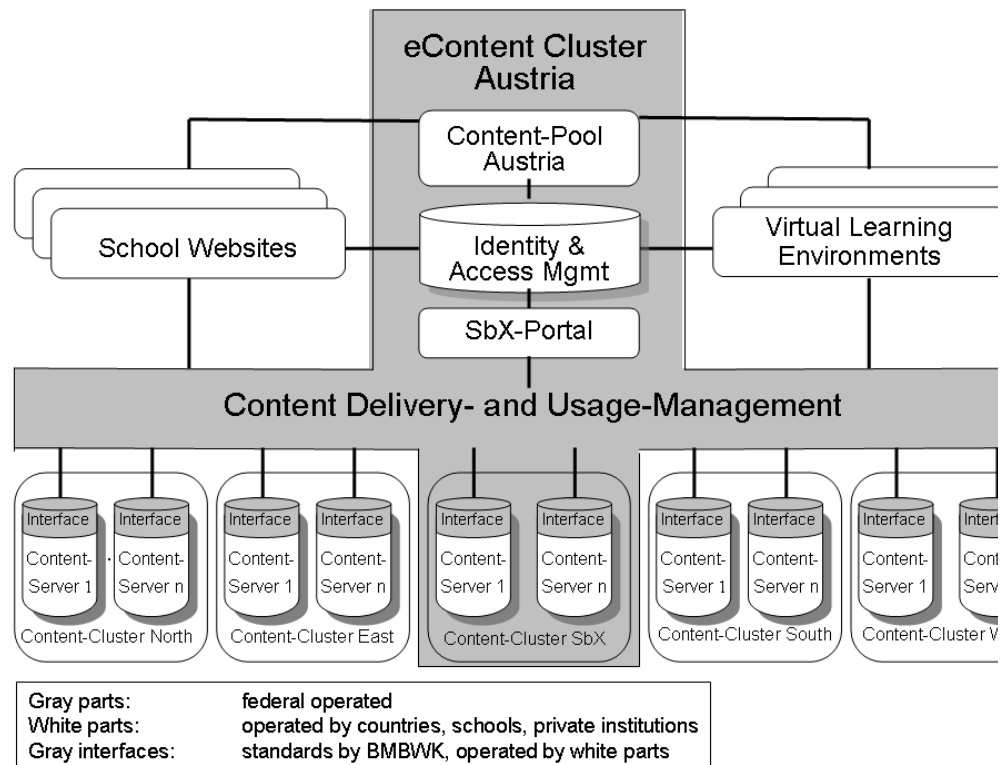 eContent Cluster
Austria
Content-Pool
Austria
School Websites
Identity &
Access Mgmt
Virtual Learning
Environments
SbX-Portal
Content Delivery- and Usage-Management
Interface Interface Interface Interface Interface Interface Interface Interface Interface
Content- Content- Content- Content- Content- Content- Content- Content- Content-
Server 1 Server n Server 1 Server n Server 1 Server n Server 1 Server n Server 1
Content-Cluster North Content-Cluster East Content-Cluster SbX Content-Cluster South Content-Cluster
Gray parts: federal operated
White parts: operated by countries, schools, private institutions
Gray interfaces: standards by BMBWK, operated by white parts